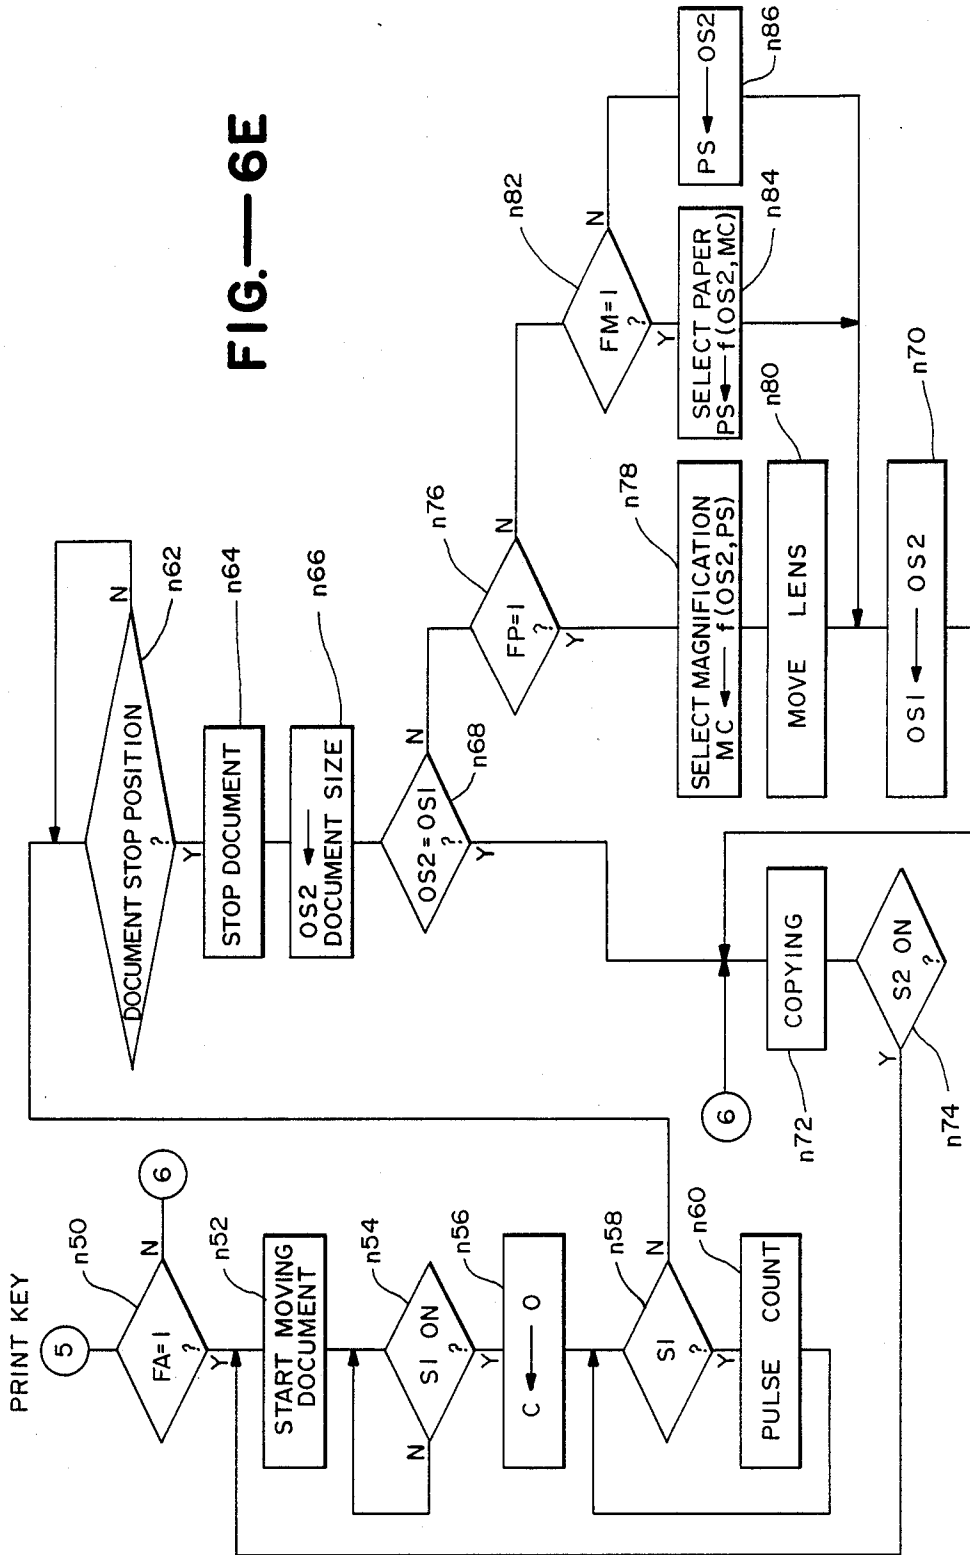 FIG.—6E
PRINT KEY
5
n50
FA=1
?
N
Y
6
n52
START MOVING
DOCUMENT
n54
S1 ON
?
N
Y
n56
C ← 0
n58
S1
?
N
Y
n60
PULSE COUNT
DOCUMENT STOP POSITION
?
N
Y
n62
n64
STOP DOCUMENT
n66
OS2 ←
DOCUMENT SIZE
OS2=OS1
?
N
Y
n68
6
COPYING
n72
S2 ON
?
Y
n74
n76
FP=1
?
N
Y
n78
SELECT MAGNIFICATION
MC ← f(OS2,PS)
n80
MOVE LENS
n82
FM=1
?
N
Y
n84
SELECT PAPER
PS ← f(OS2,MC)
n86
PS ← OS2
n70
OS1 ← OS2